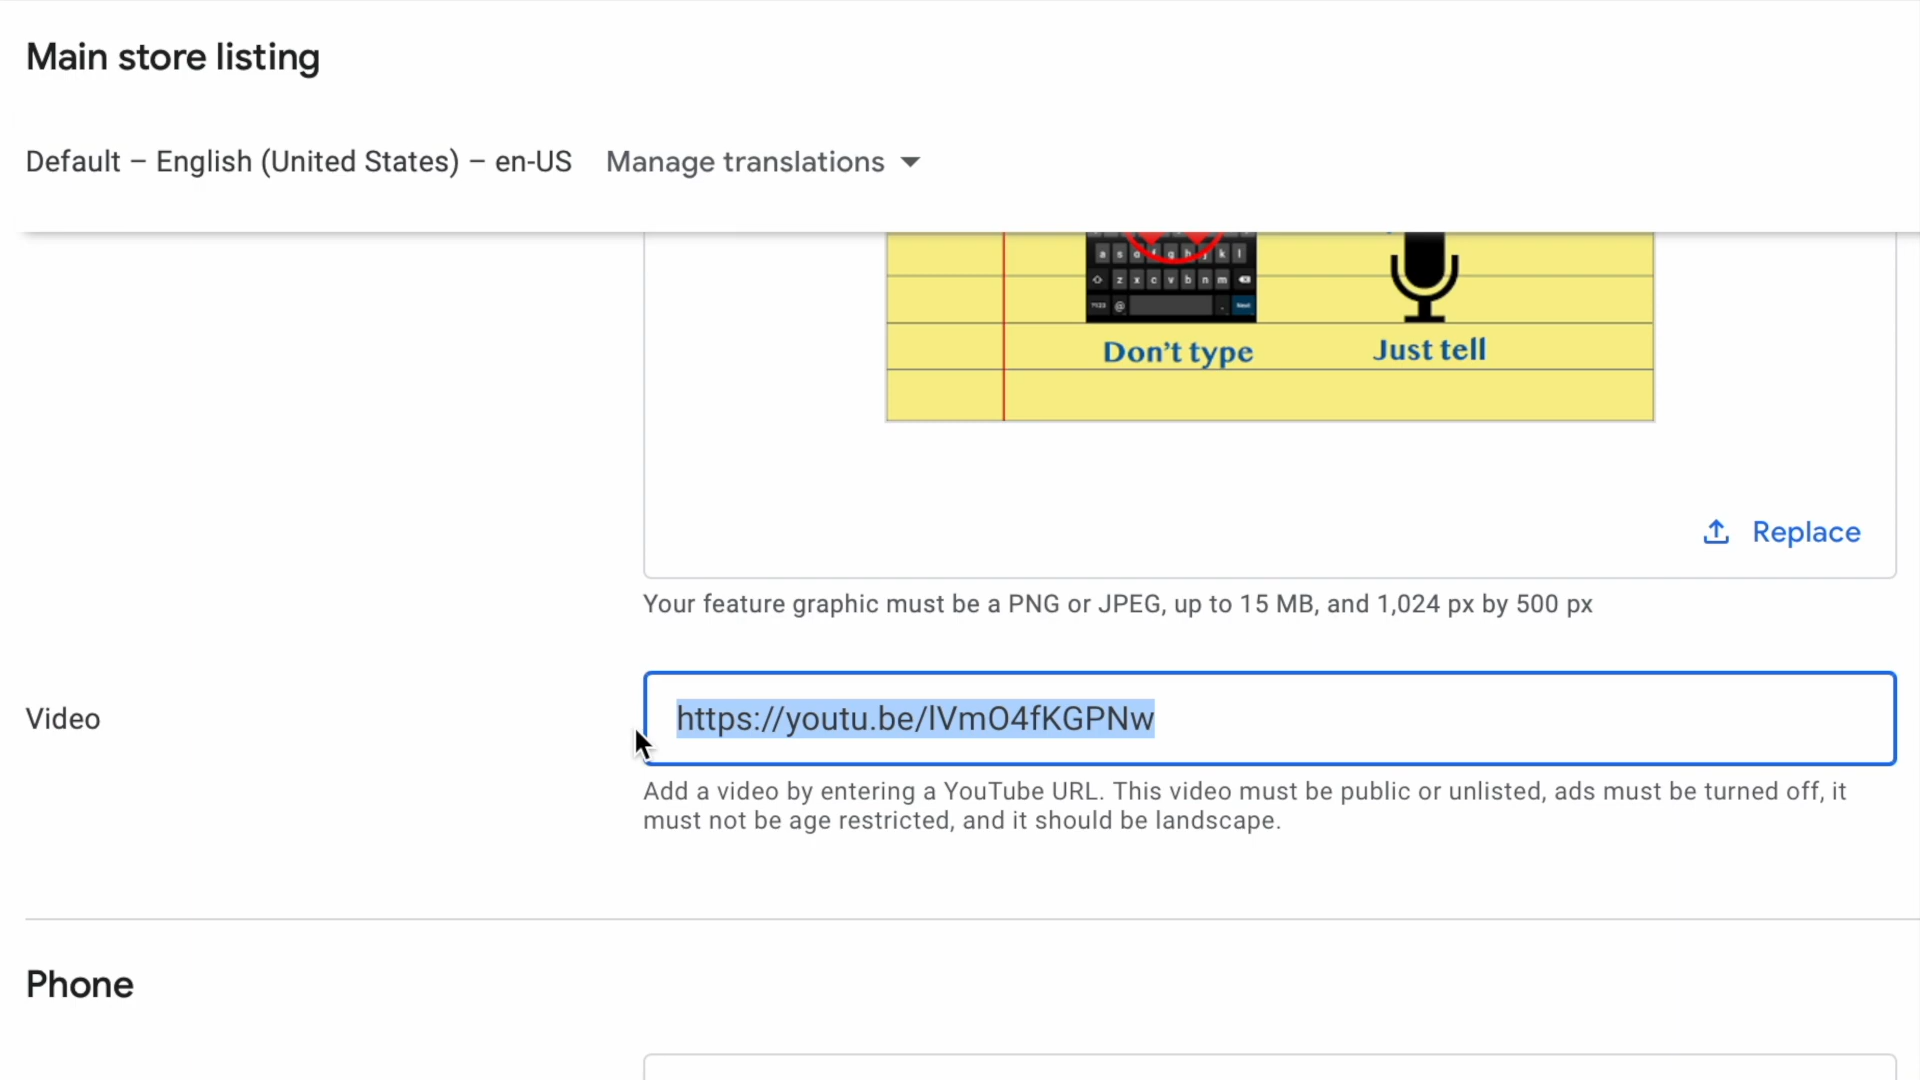 Main store listing
Default – English (United States) – en-US Manage translations
a s d f g h j k l
z x c v b n m
?123 @ . Next
Don't type Just tell
Replace
Your feature graphic must be a PNG or JPEG, up to 15 MB, and 1,024 px by 500 px
Video
https://youtu.be/lVmO4fKGPNw
Add a video by entering a YouTube URL. This video must be public or unlisted, ads must be turned off, it
must not be age restricted, and it should be landscape.
Phone